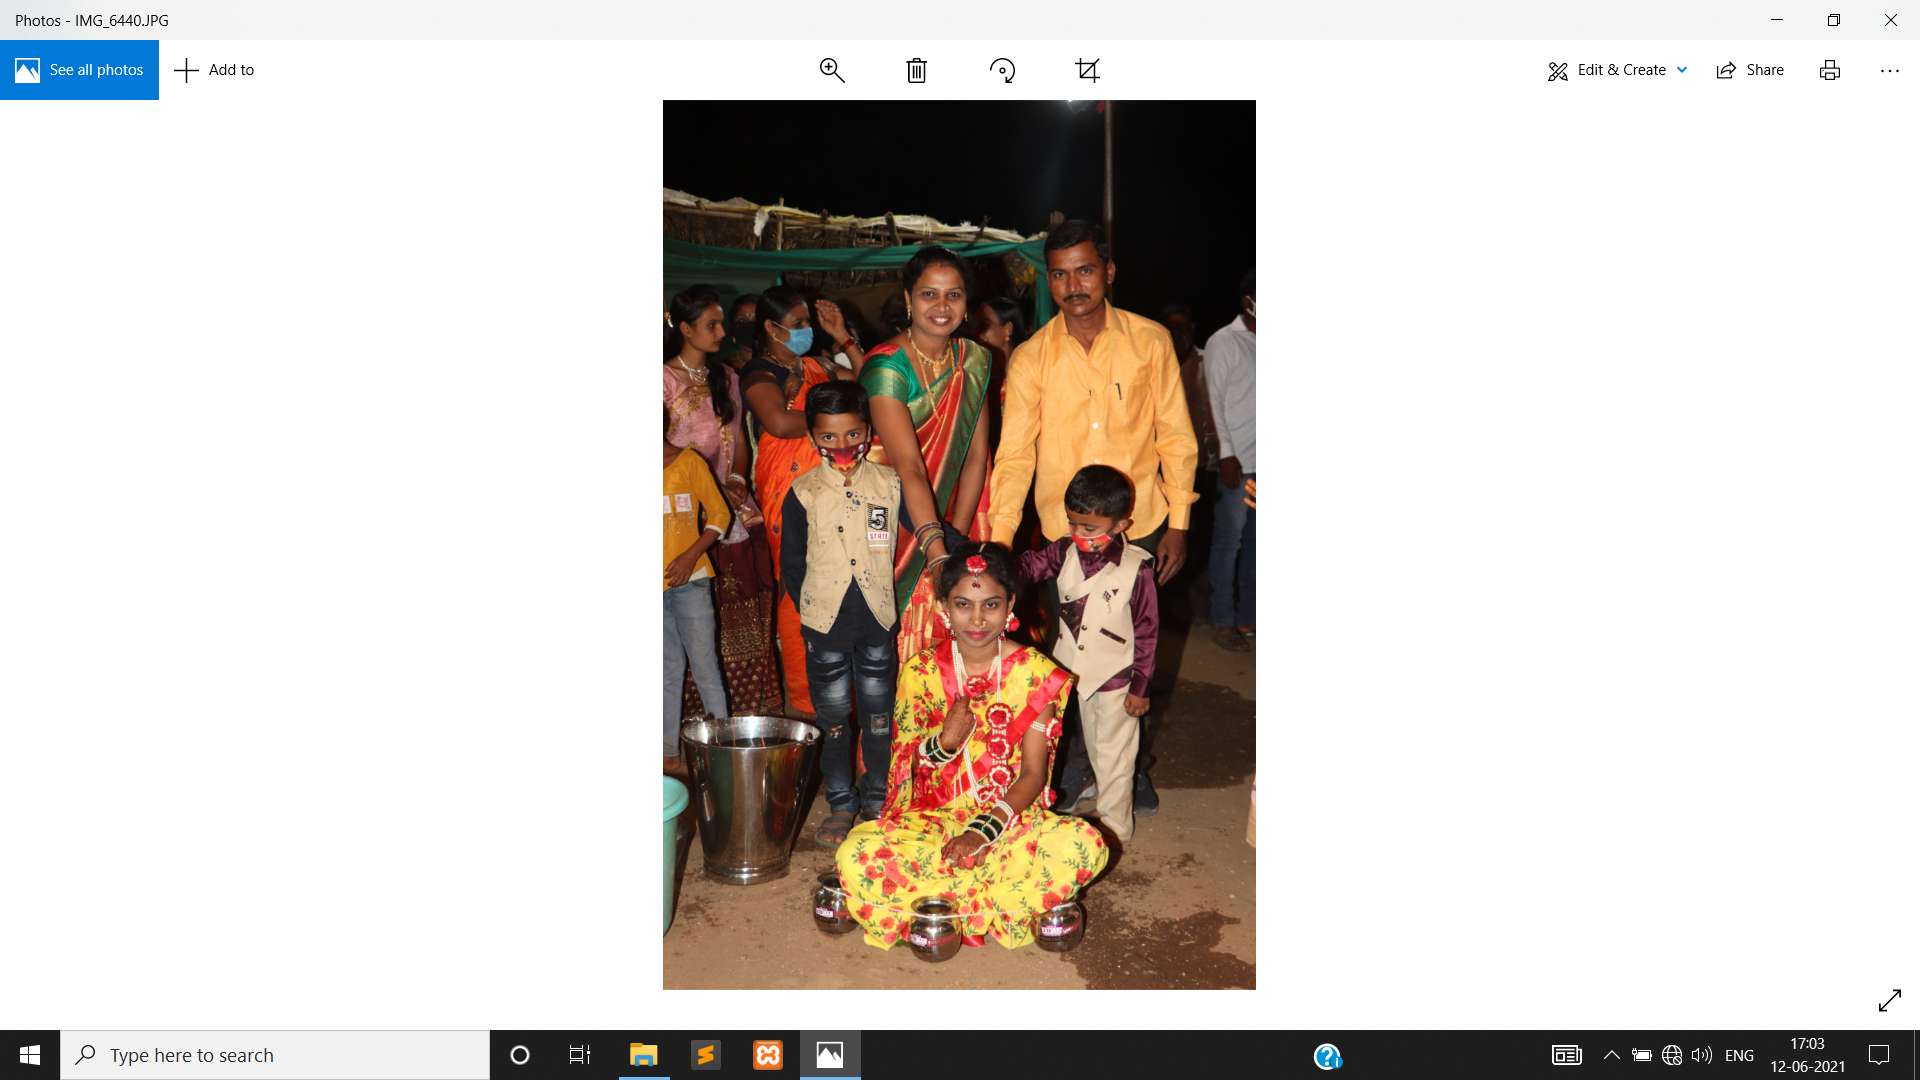 Photos - IMG_6440.JPG
See all photos
Add to
Edit & Create
Share
5
STATE
Type here to search
ENG
17:03
12-06-2021